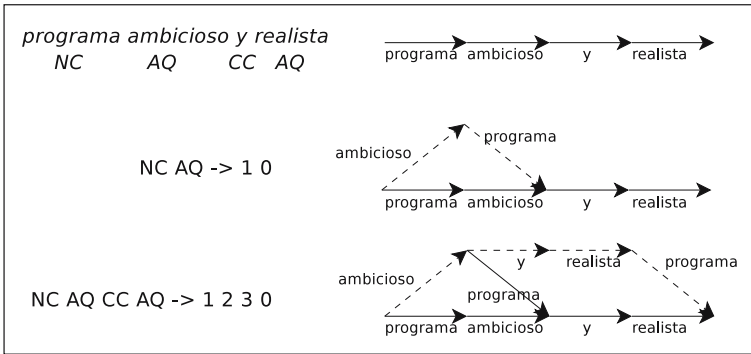 programa ambicioso y realista
NC AQ CC AQ
programa ambicioso y realista
ambicioso programa
NC AQ -> 1 0
programa ambicioso y realista
ambicioso y realista programa
programa
NC AQ CC AQ -> 1 2 3 0
programa ambicioso y realista